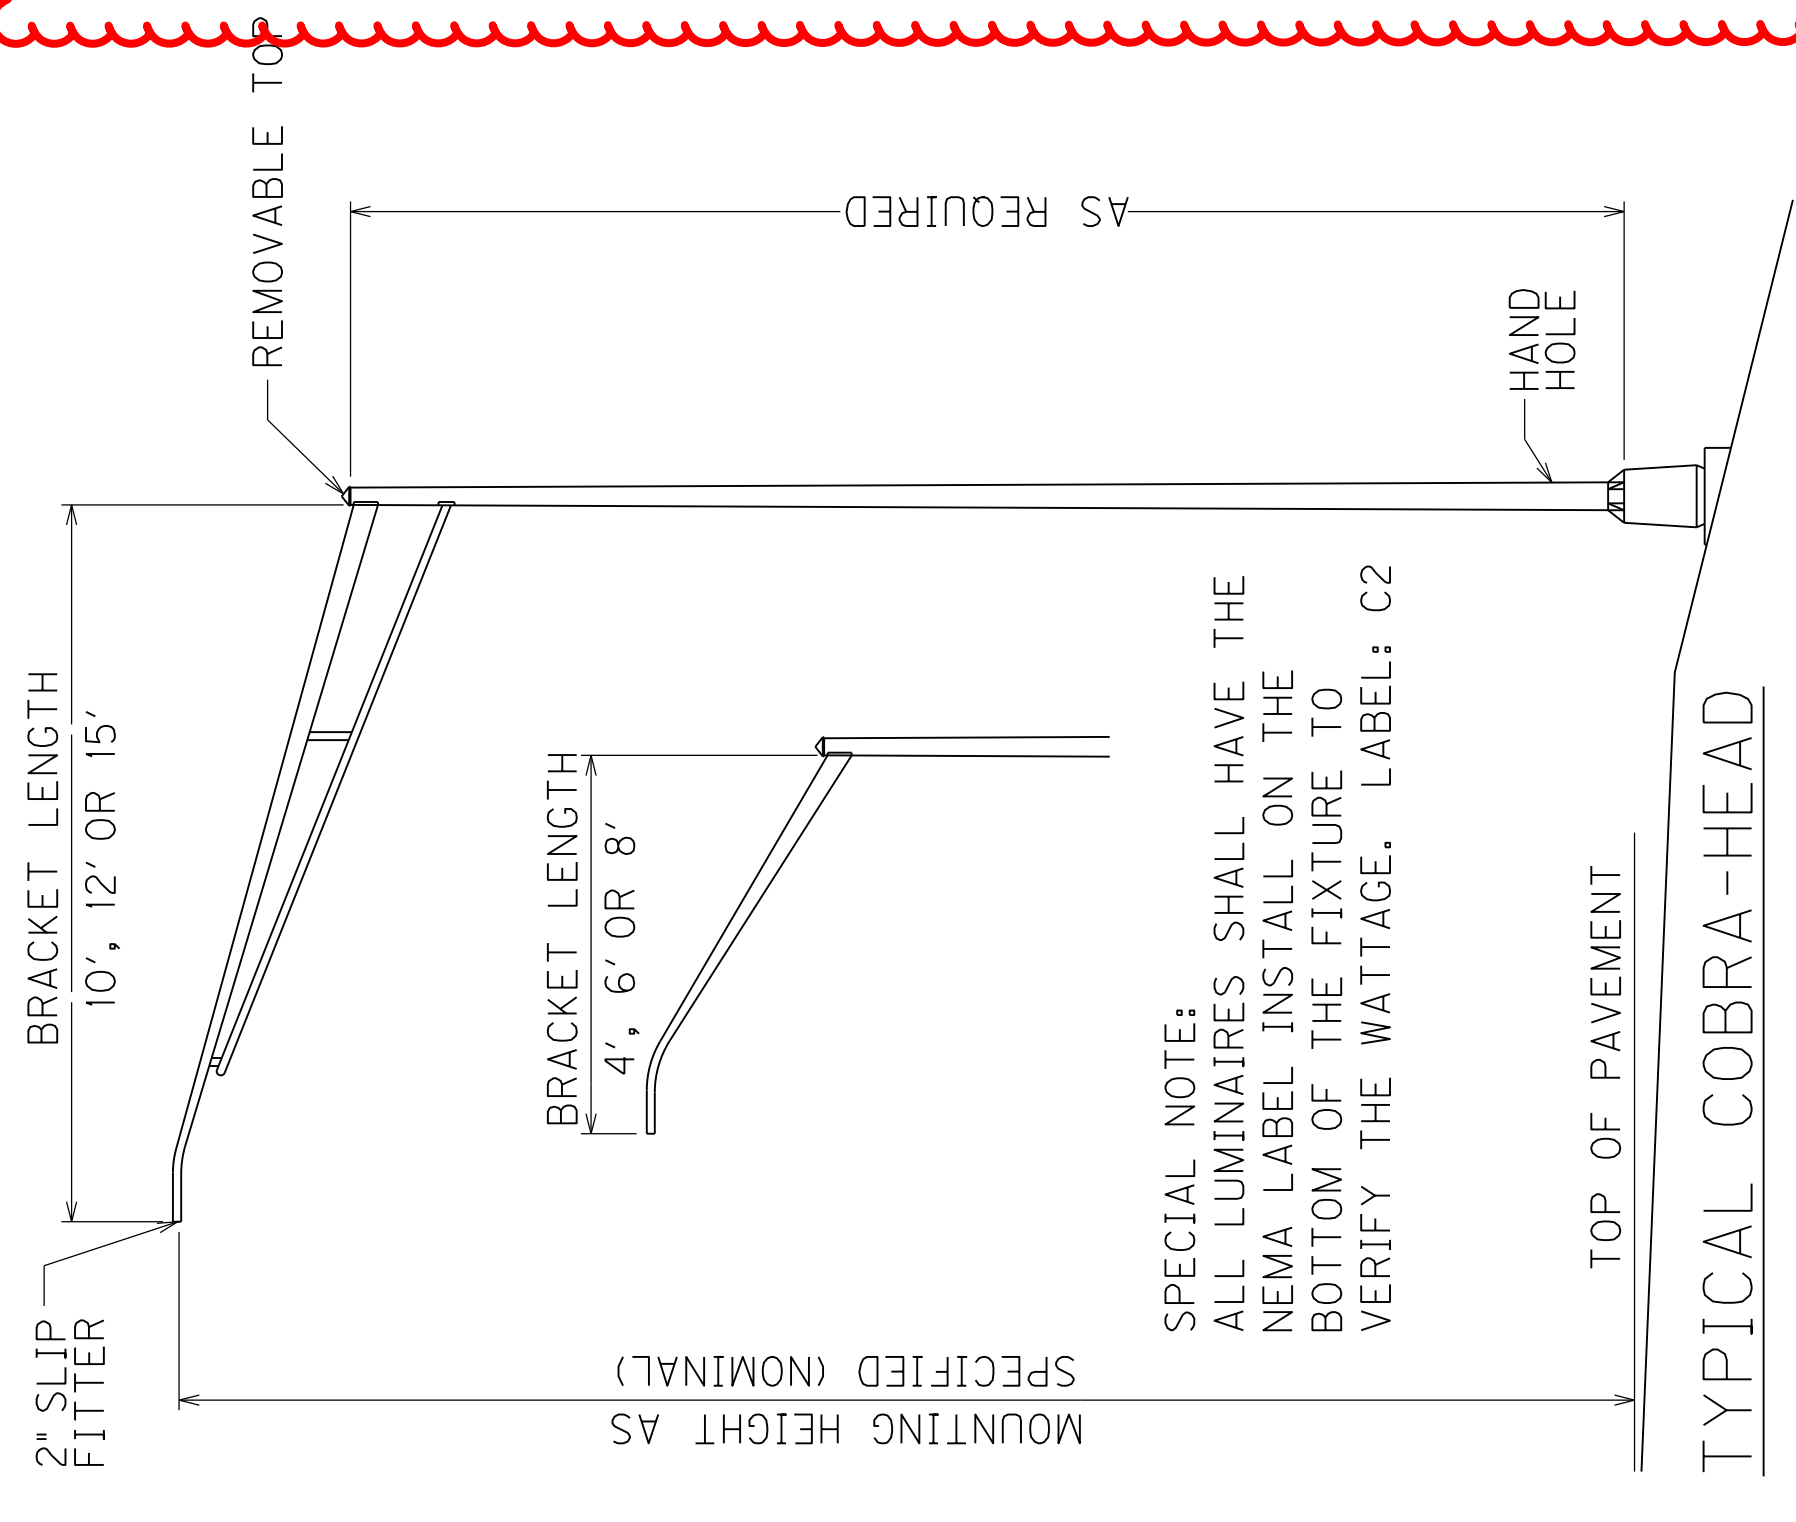 2" SLIP
FITTER
BRACKET LENGTH
10', 12' OR 15'
REMOVABLE TOP
BRACKET LENGTH
4', 6' OR 8'
AS REQUIRED
HAND
HOLE
MOUNTING HEIGHT AS
SPECIFIED (NOMINAL)
SPECIAL NOTE:
ALL LUMINAIRES SHALL HAVE THE
NEMA LABEL INSTALL ON THE
BOTTOM OF THE FIXTURE TO
VERIFY THE WATTAGE. LABEL: C2
TOP OF PAVEMENT
TYPICAL COBRA-HEAD